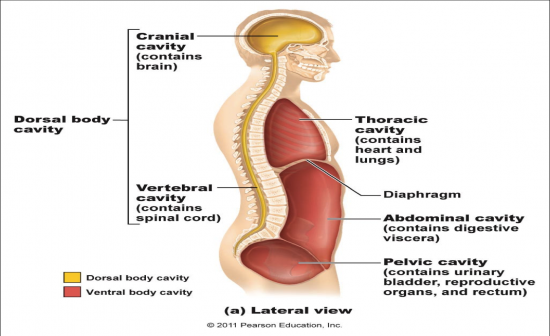 Cranial
cavity
(contains
brain)
Dorsal body
cavity
Thoracic
cavity
(contains
heart and
lungs)
Vertebral
cavity
(contains
spinal cord)
Diaphragm
Abdominal cavity
(contains digestive
viscera)
Pelvic cavity
(contains urinary
bladder, reproductive
organs, and rectum)
Dorsal body cavity
Ventral body cavity
(a) Lateral view
© 2011 Pearson Education, Inc.